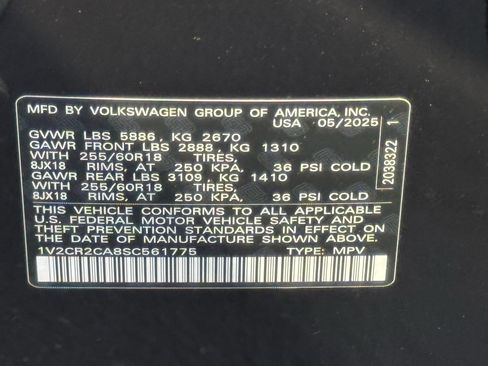 MFD BY VOLKSWAGEN GROUP OF AMERICA, INC.
USA 05/2025
GVWR LBS 5886, KG 2670
GAWR FRONT LBS 2888, KG 1310
WITH 255/60R18 TIRES,
8JX18 RIMS, AT 250 KPA, 36 PSI COLD
GAWR REAR LBS 3109, KG 1410
WITH 255/60R18 TIRES,
8JX18 RIMS, AT 250 KPA, 36 PSI COLD
THIS VEHICLE CONFORMS TO ALL APPLICABLE
U.S. FEDERAL MOTOR VEHICLE SAFETY AND
THEFT PREVENTION STANDARDS IN EFFECT ON
THE DATE OF MANUFACTURE SHOWN ABOVE.
1V2CR2CA8SC561775 TYPE: MPV
2038322 1